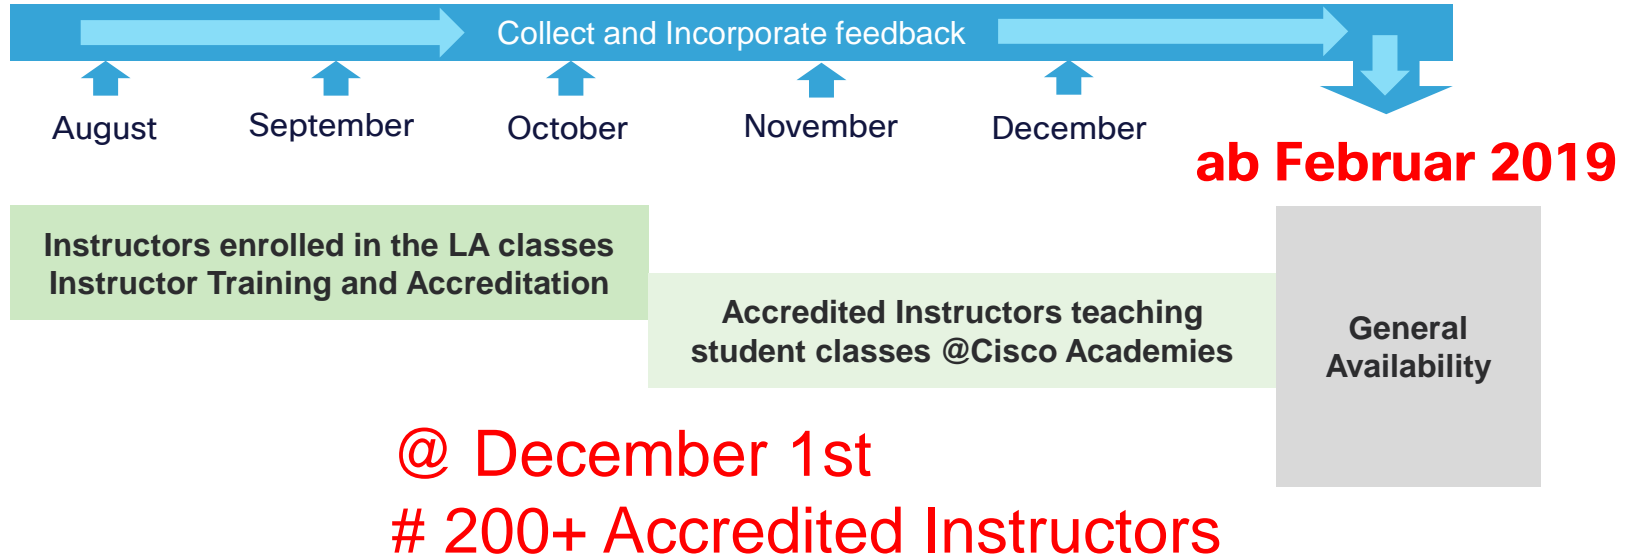 Collect and Incorporate feedback
August
September
October
November
December
ab Februar 2019
Instructors enrolled in the LA classes
Instructor Training and Accreditation
Accredited Instructors teaching
student classes @Cisco Academies
General
Availability
@ December 1st
# 200+ Accredited Instructors